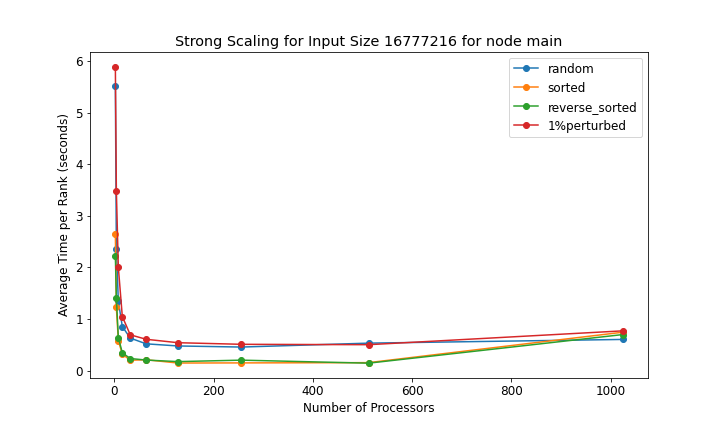 Strong Scaling for Input Size 16777216 for node main
random
sorted
reverse_sorted
1%perturbed
Average Time per Rank (seconds)
6
5
4
3
2
1
0
0 200 400 600 800 1000
Number of Processors